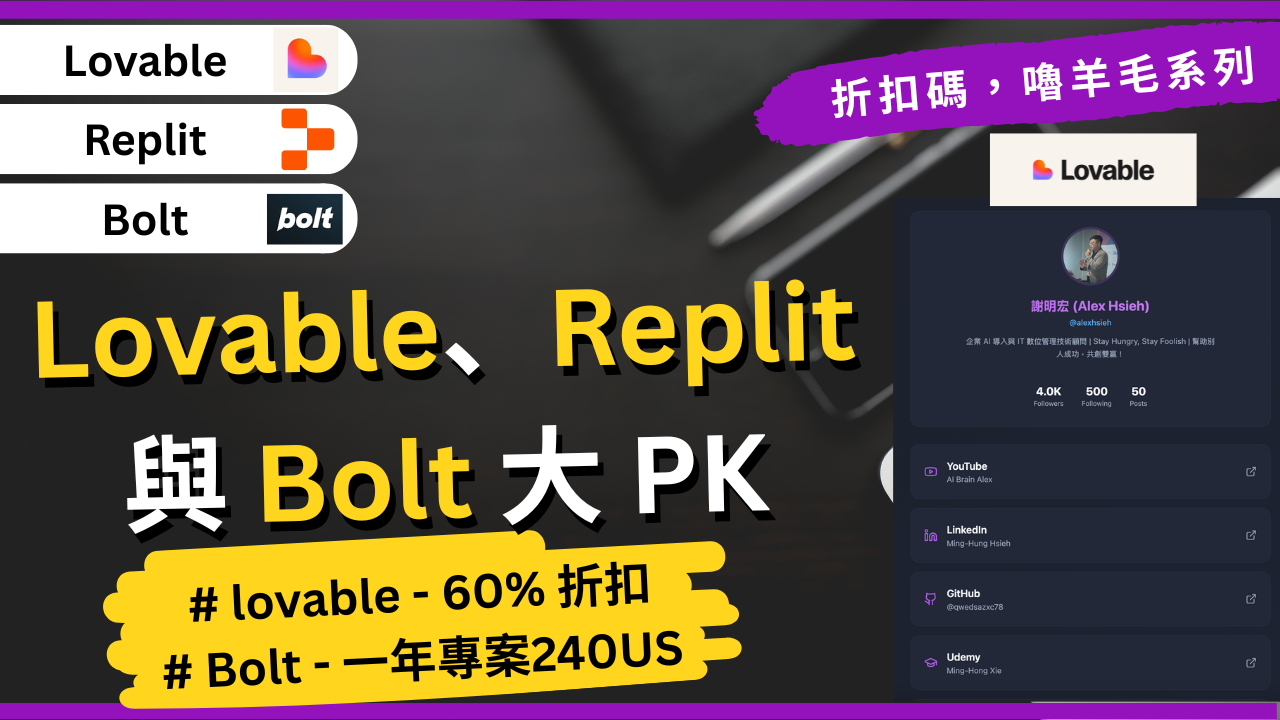 Lovable
Replit
Bolt
bolt
折扣碼，嚕羊毛系列
Lovable
Lovable、Replit
與 Bolt 大 PK
# lovable - 60% 折扣
# Bolt - 一年專案240US
謝明宏 (Alex Hsieh)
@alexhsieh
企業 AI 導入與 IT 數位管理技術顧問 | Stay Hungry, Stay Foolish | 幫助別
人成功，共創雙贏！
4.0K 500 50
Followers Following Posts
YouTube
AI Brain Alex
LinkedIn
Ming-Hung Hsieh
GitHub
@qwedsazxc78
Udemy
Ming-Hong Xie